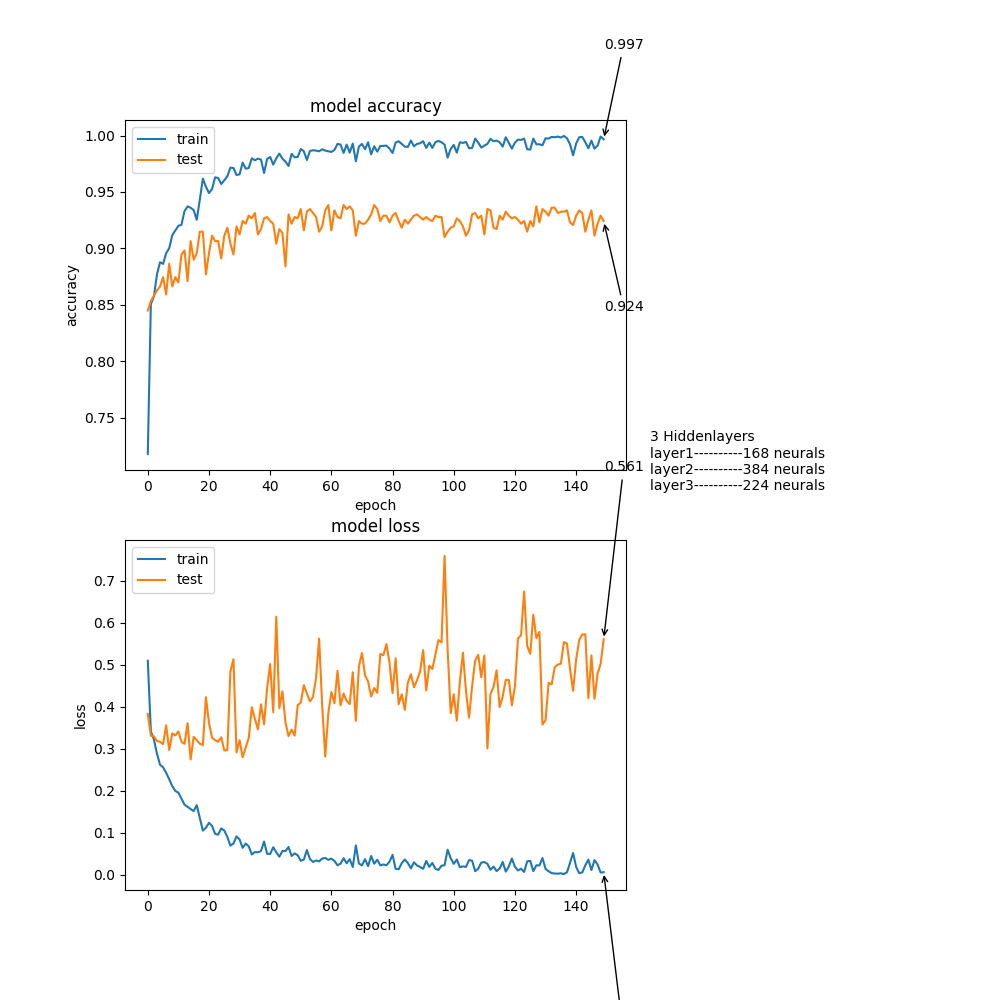 0.997
model accuracy
train
test
1.00
0.95
0.90
0.85
0.80
0.75
accuracy
0.924
0 20 40 60 80 100 120 140
epoch
0.561
3 Hiddenlayers
layer1----------168 neurals
layer2----------384 neurals
layer3----------224 neurals
model loss
train
test
0.7
0.6
0.5
0.4
0.3
0.2
0.1
0.0
loss
0 20 40 60 80 100 120 140
epoch